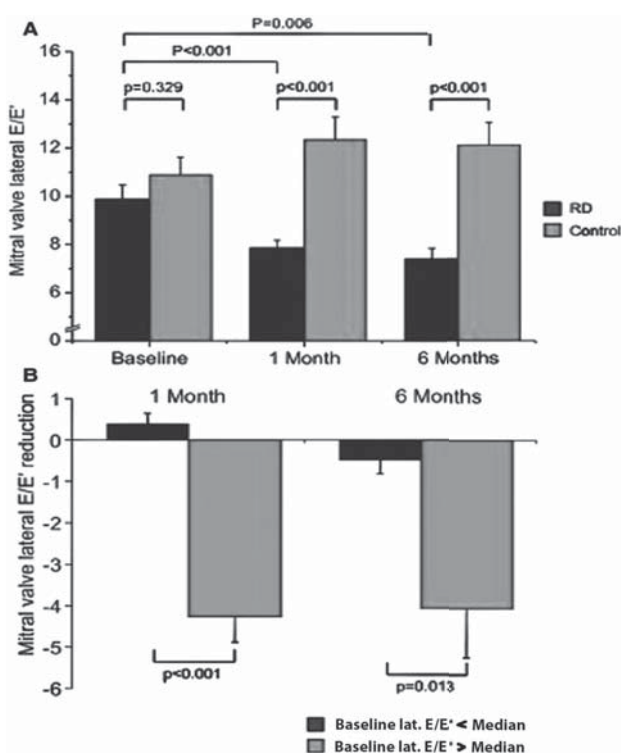 A
P=0.006
P<0.001
p=0.329
p<0.001
p<0.001
Mitral valve lateral E/E'
16
14
12
10
8
6
0
RD
Control
Baseline
1 Month
6 Months
B
1 Month
6 Months
Mitral valve lateral E/E' reduction
1
0
-1
-2
-3
-4
-5
-6
p<0.001
p=0.013
Baseline lat. E/E' < Median
Baseline lat. E/E' > Median